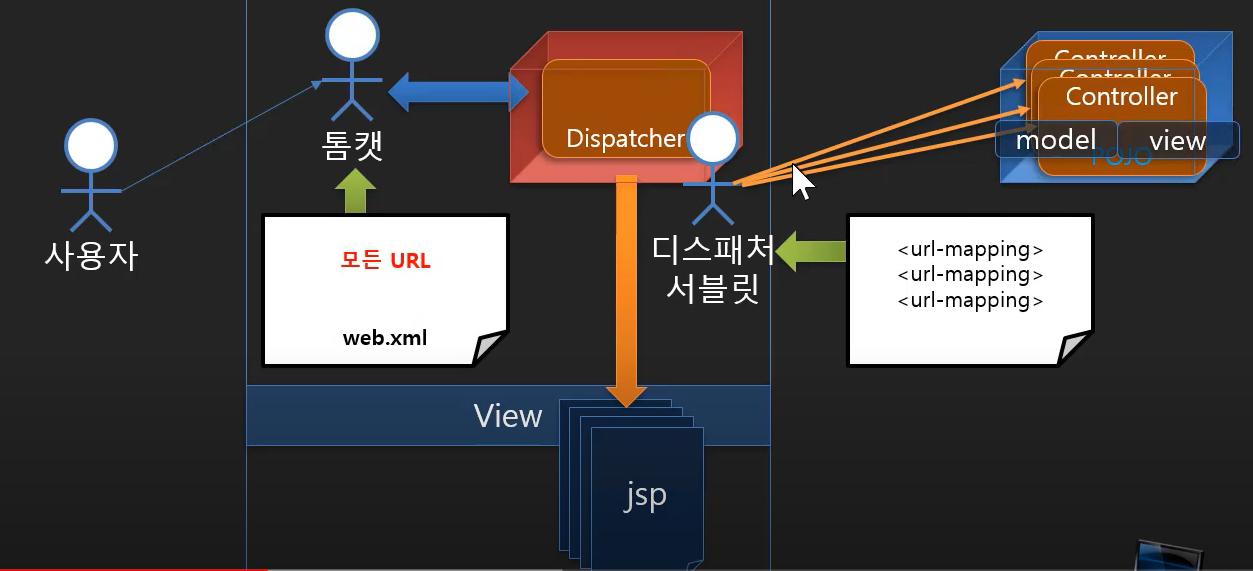 사용자
톰캣
모든 URL
web.xml
Dispatcher
디스패처
서블릿
Controller
Controller
Controller
model
view
POJO
<url-mapping>
<url-mapping>
<url-mapping>
View
jsp